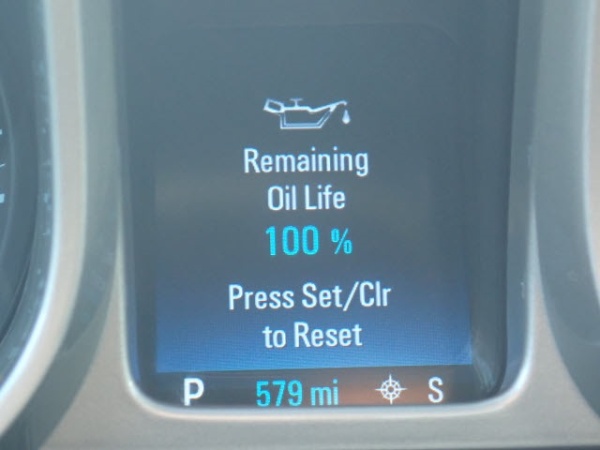 Remaining
Oil Life
100 %
Press Set/Clr
to Reset
P 579 mi S